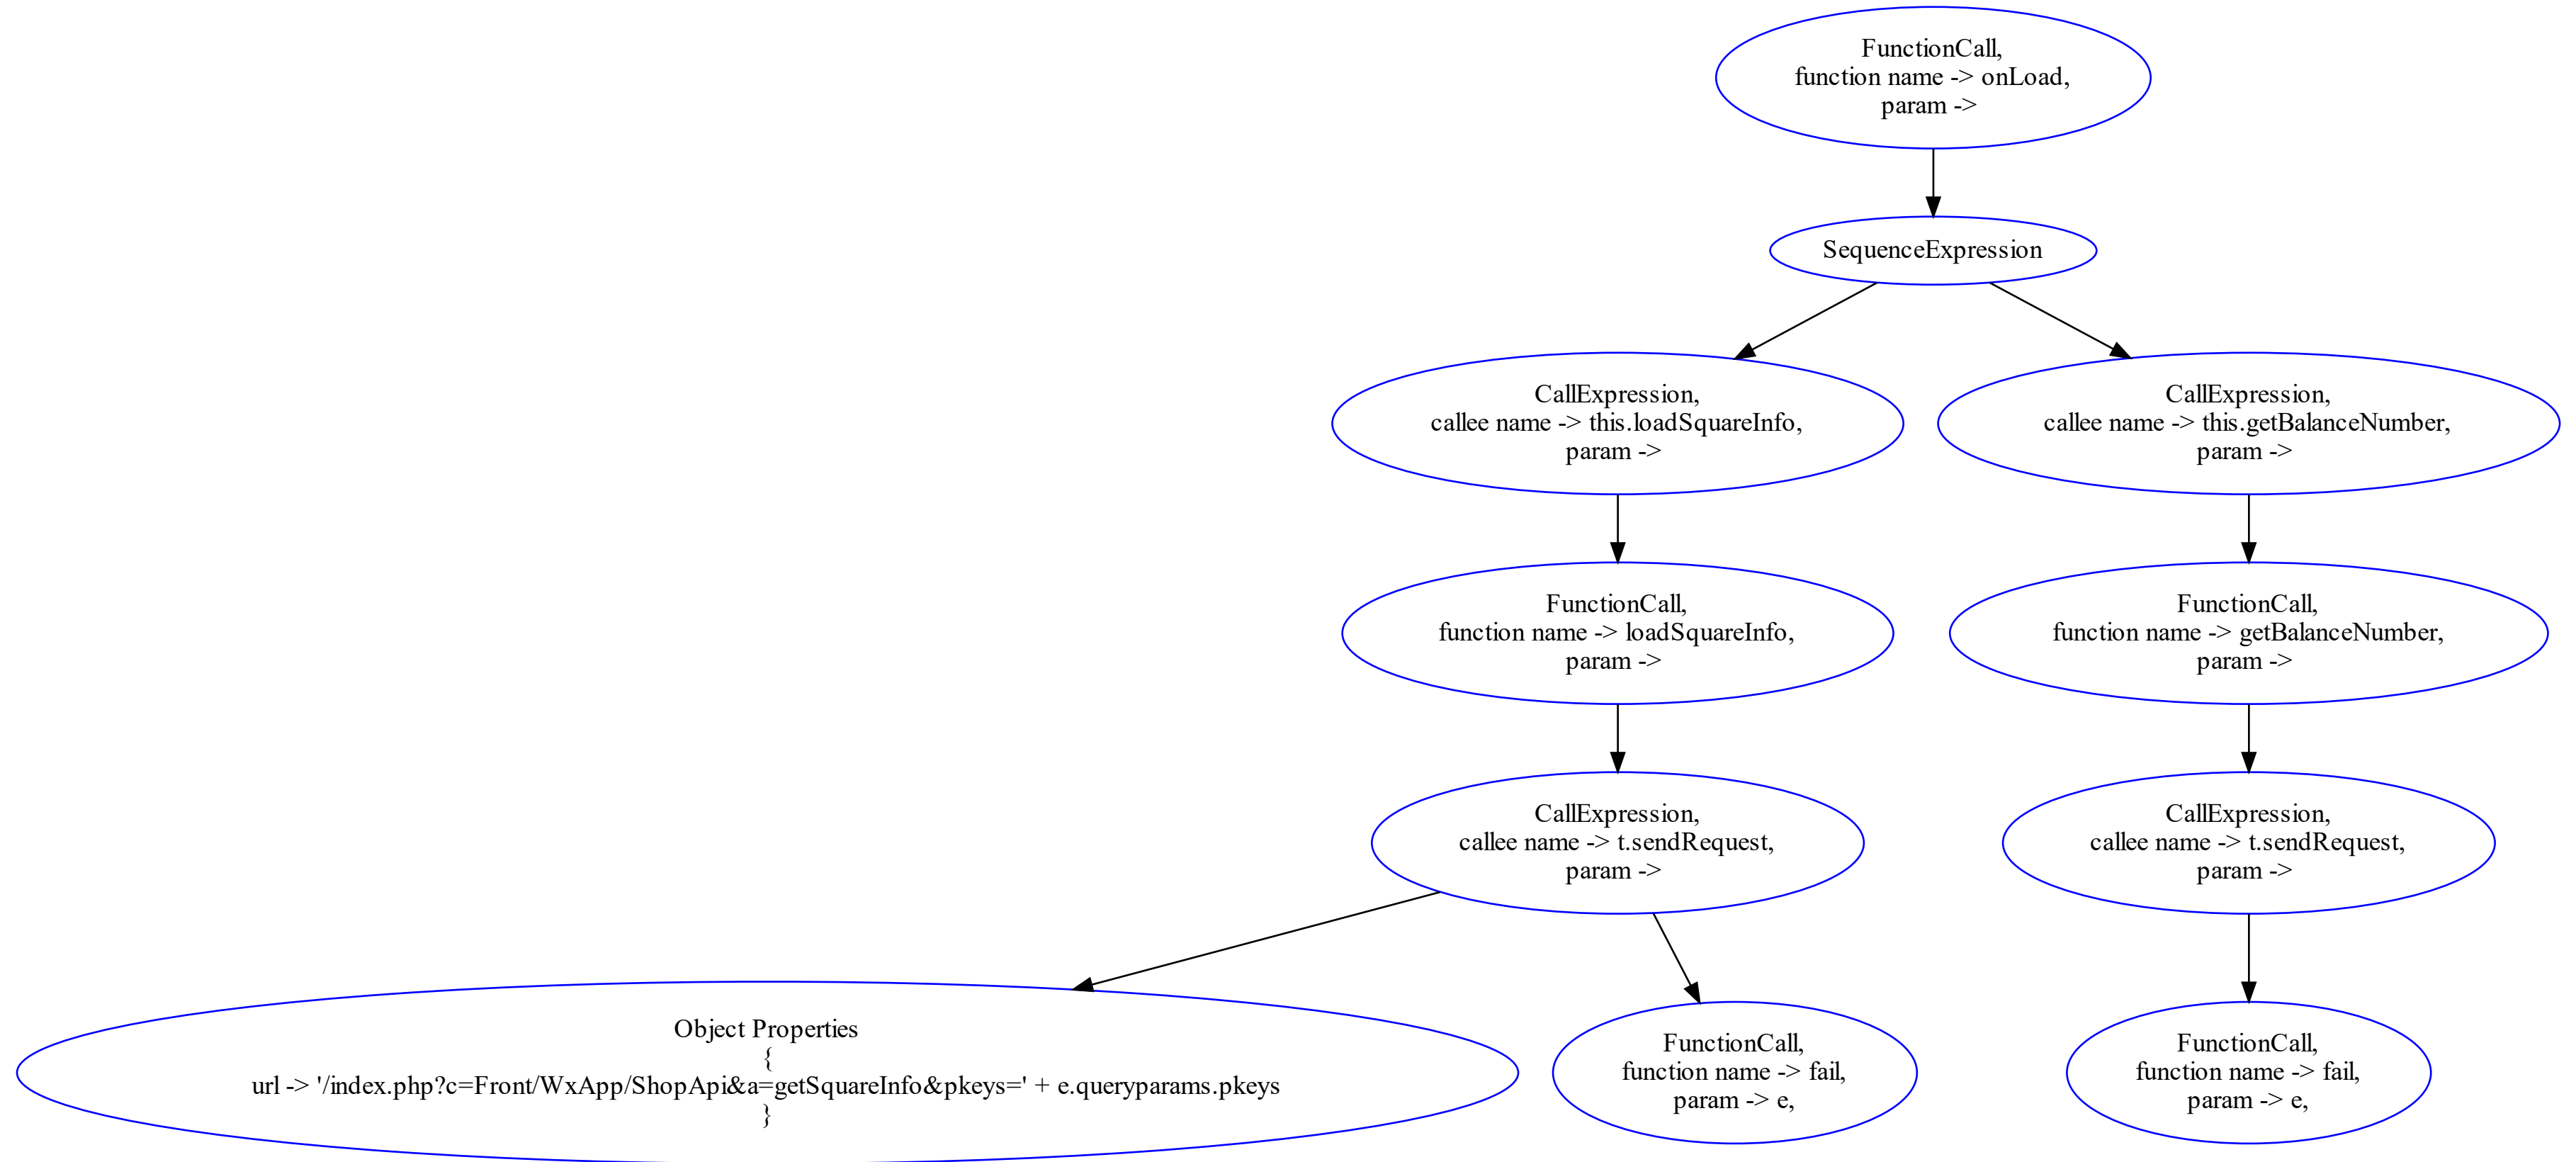 FunctionCall,
function name -> onLoad,
param ->
SequenceExpression
CallExpression,
callee name -> this.loadSquareInfo,
param ->
CallExpression,
callee name -> this.getBalanceNumber,
param ->
FunctionCall,
function name -> loadSquareInfo,
param ->
FunctionCall,
function name -> getBalanceNumber,
param ->
CallExpression,
callee name -> t.sendRequest,
param ->
CallExpression,
callee name -> t.sendRequest,
param ->
Object Properties
{
url -> '/index.php?c=Front/WxApp/ShopApi&a=getSquareInfo&pkeys=' + e.queryparams.pkeys
}
FunctionCall,
function name -> fail,
param -> e,
FunctionCall,
function name -> fail,
param -> e,